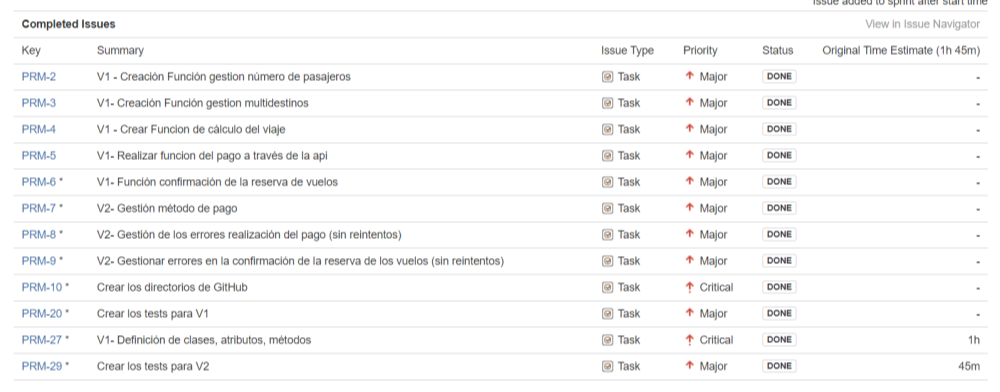 Issue added to sprint after start time
Completed Issues View in Issue Navigator
Key Summary Issue Type Priority Status Original Time Estimate (1h 45m)
PRM-2 V1 - Creación Función gestion número de pasajeros Task Major DONE -
PRM-3 V1- Creación Función gestion multidestinos Task Major DONE -
PRM-4 V1 - Crear Funcion de cálculo del viaje Task Major DONE -
PRM-5 V1- Realizar funcion del pago a través de la api Task Major DONE -
PRM-6 * V1- Función confirmación de la reserva de vuelos Task Major DONE -
PRM-7 * V2- Gestión método de pago Task Major DONE -
PRM-8 * V2- Gestión de los errores realización del pago (sin reintentos) Task Major DONE -
PRM-9 * V2- Gestionar errores en la confirmación de la reserva de los vuelos (sin reintentos) Task Major DONE -
PRM-10 * Crear los directorios de GitHub Task Critical DONE -
PRM-20 * Crear los tests para V1 Task Major DONE -
PRM-27 * V1- Definición de clases, atributos, métodos Task Critical DONE 1h
PRM-29 * Crear los tests para V2 Task Major DONE 45m